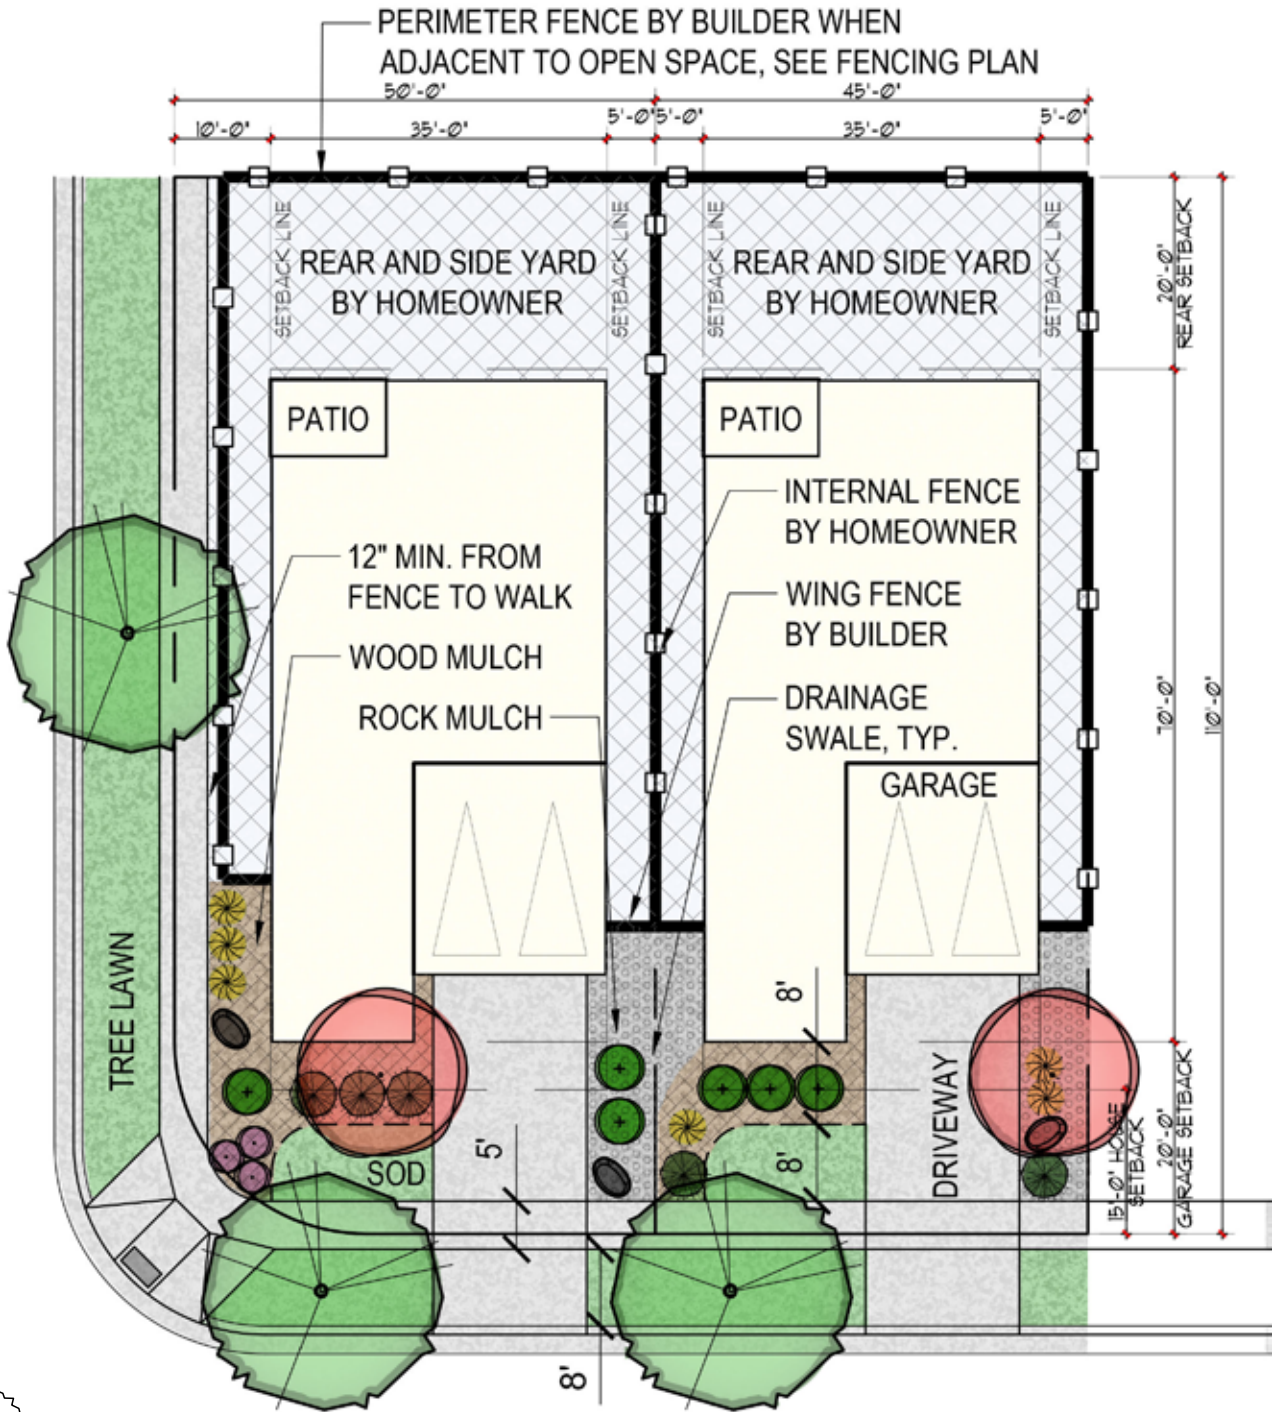 PERIMETER FENCE BY BUILDER WHEN
ADJACENT TO OPEN SPACE, SEE FENCING PLAN
50'-0"
45'-0"
10'-0"
35'-0"
5'-0"
5'-0"
35'-0"
5'-0"
SETBACK LINE
REAR AND SIDE YARD
BY HOMEOWNER
SETBACK LINE
SETBACK LINE
REAR AND SIDE YARD
BY HOMEOWNER
SETBACK LINE
20'-0"
REAR SETBACK
PATIO
PATIO
INTERNAL FENCE
BY HOMEOWNER
12" MIN. FROM
FENCE TO WALK
WING FENCE
BY BUILDER
WOOD MULCH
ROCK MULCH
DRAINAGE
SWALE, TYP.
70'-0"
110'-0"
GARAGE
TREE LAWN
8'
DRIVEWAY
SOD
5'
8'
15'-0" HOUSE
SETBACK
20'-0"
GARAGE SETBACK
8'